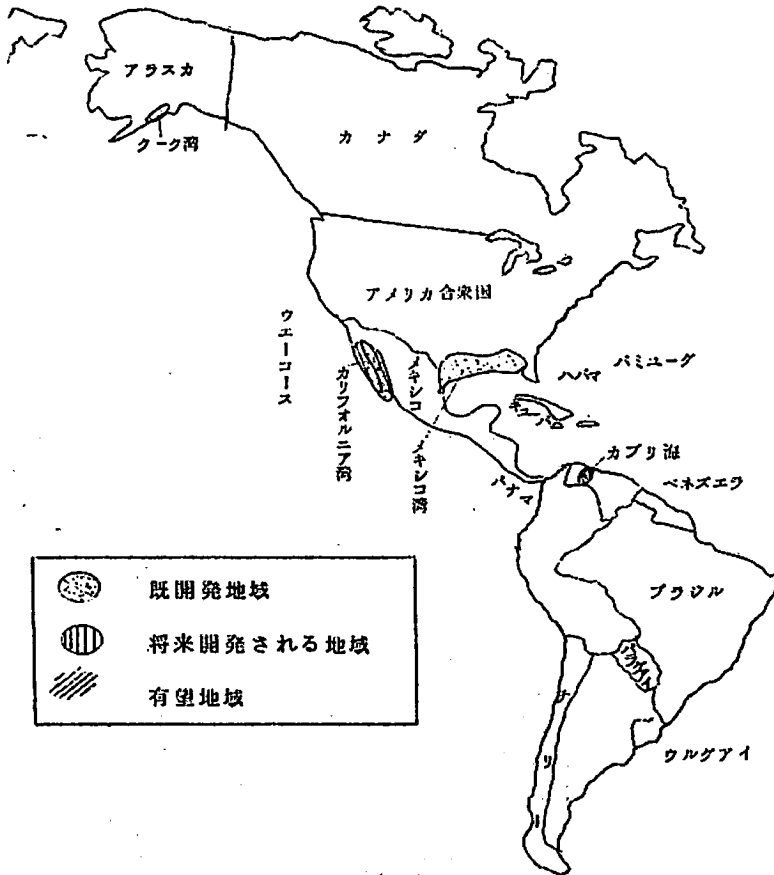 アラスカ
クーク湾
カナダ
アメリカ合衆国
ウエーコース
カリフォルニア湾
メキシコ
メキシコ湾
ハバマ
バミューダ
キューバ
カブリ海
パナマ
ベネズエラ
ブラジル
チリー
ウルグアイ
既開発地域
将来開発される地域
有望地域